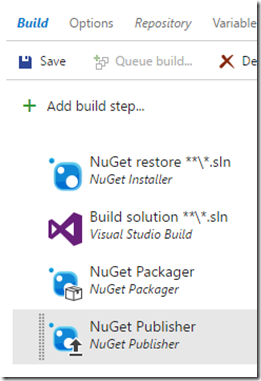 Build Options Repository Variable
Save Queue build... De
Add build step...
NuGet restore **\*.sln
NuGet Installer
Build solution **\*.sln
Visual Studio Build
NuGet Packager
NuGet Packager
NuGet Publisher
NuGet Publisher